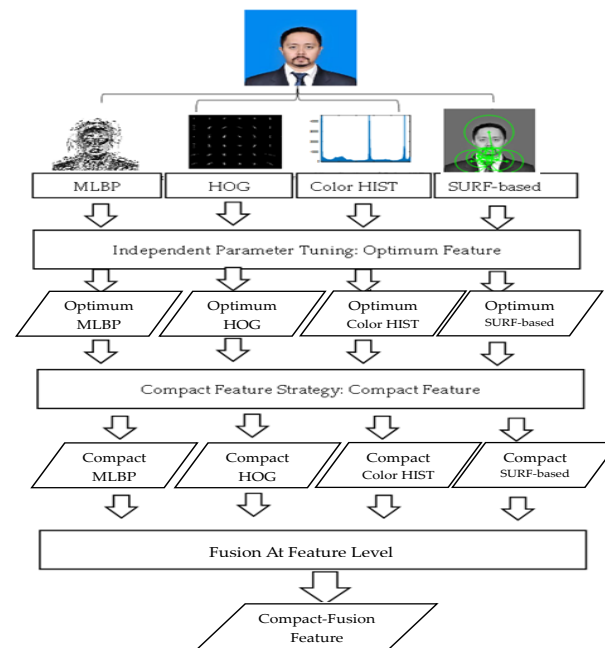 MLBP
HOG
Color HIST
SURF-based
Independent Parameter Tuning: Optimum Feature
Optimum
MLBP
Optimum
HOG
Optimum
Color HIST
Optimum
SURF-based
Compact Feature Strategy: Compact Feature
Compact
MLBP
Compact
HOG
Compact
Color HIST
Compact
SURF-based
Fusion At Feature Level
Compact-Fusion
Feature